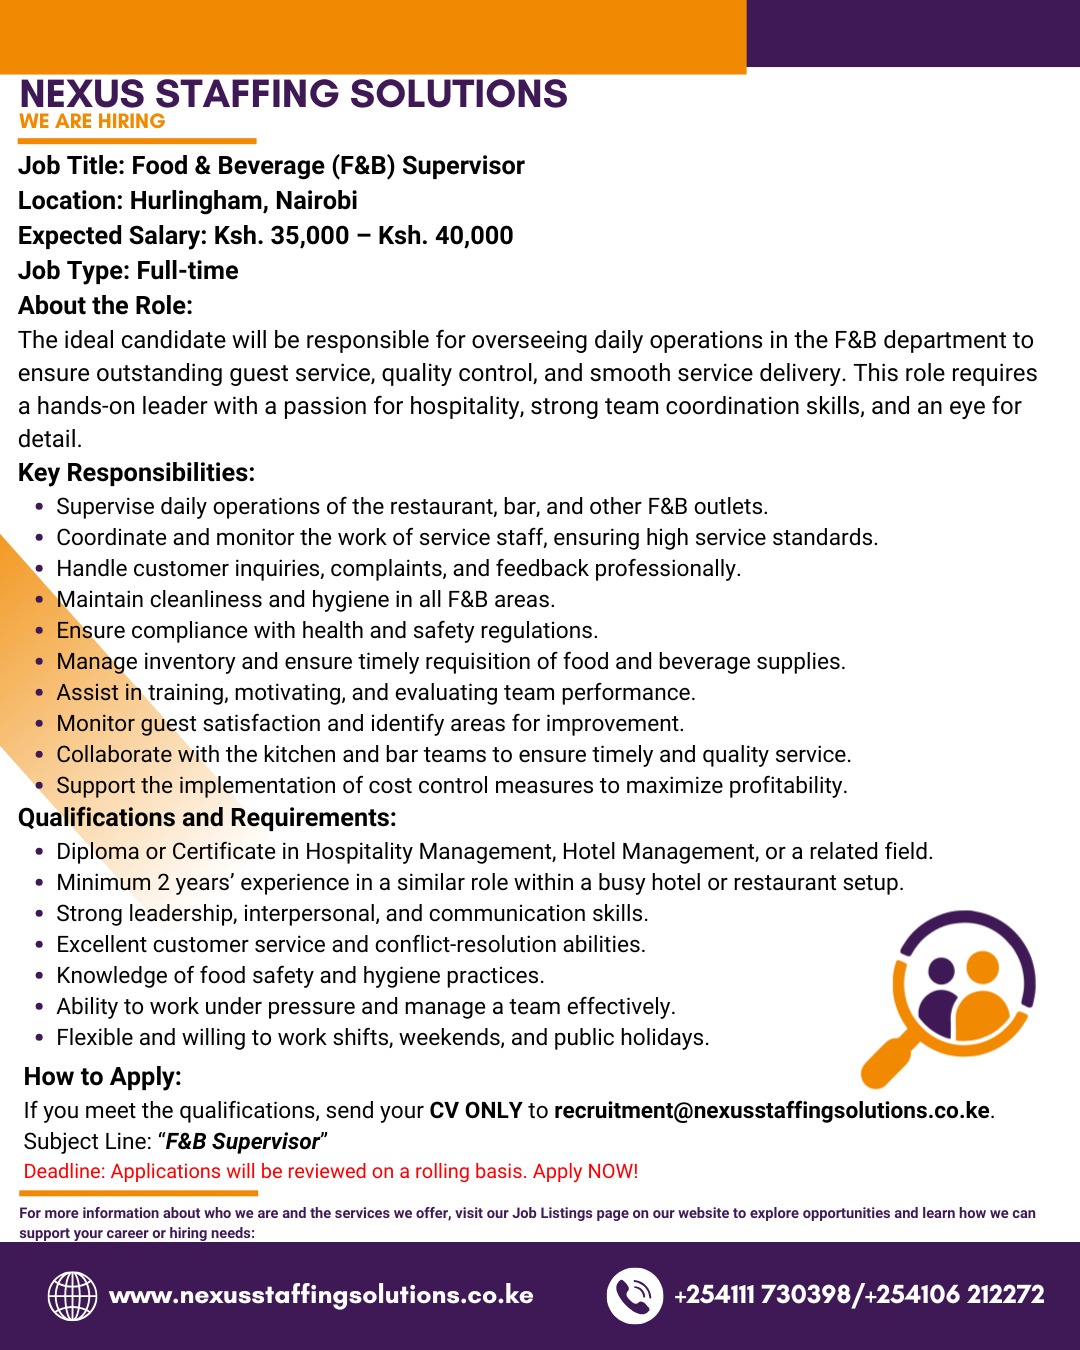 NEXUS STAFFING SOLUTIONS
WE ARE HIRING
Job Title: Food & Beverage (F&B) Supervisor
Location: Hurlingham, Nairobi
Expected Salary: Ksh. 35,000 – Ksh. 40,000
Job Type: Full-time
About the Role:
The ideal candidate will be responsible for overseeing daily operations in the F&B department to
ensure outstanding guest service, quality control, and smooth service delivery. This role requires
a hands-on leader with a passion for hospitality, strong team coordination skills, and an eye for
detail.
Key Responsibilities:
• Supervise daily operations of the restaurant, bar, and other F&B outlets.
• Coordinate and monitor the work of service staff, ensuring high service standards.
• Handle customer inquiries, complaints, and feedback professionally.
• Maintain cleanliness and hygiene in all F&B areas.
• Ensure compliance with health and safety regulations.
• Manage inventory and ensure timely requisition of food and beverage supplies.
• Assist in training, motivating, and evaluating team performance.
• Monitor guest satisfaction and identify areas for improvement.
• Collaborate with the kitchen and bar teams to ensure timely and quality service.
• Support the implementation of cost control measures to maximize profitability.
Qualifications and Requirements:
• Diploma or Certificate in Hospitality Management, Hotel Management, or a related field.
• Minimum 2 years’ experience in a similar role within a busy hotel or restaurant setup.
• Strong leadership, interpersonal, and communication skills.
• Excellent customer service and conflict-resolution abilities.
• Knowledge of food safety and hygiene practices.
• Ability to work under pressure and manage a team effectively.
• Flexible and willing to work shifts, weekends, and public holidays.
How to Apply:
If you meet the qualifications, send your CV ONLY to recruitment@nexusstaffingsolutions.co.ke.
Subject Line: “F&B Supervisor”
Deadline: Applications will be reviewed on a rolling basis. Apply NOW!
For more information about who we are and the services we offer, visit our Job Listings page on our website to explore opportunities and learn how we can
support your career or hiring needs:
www.nexusstaffingsolutions.co.ke
+254111 730398/+254106 212272